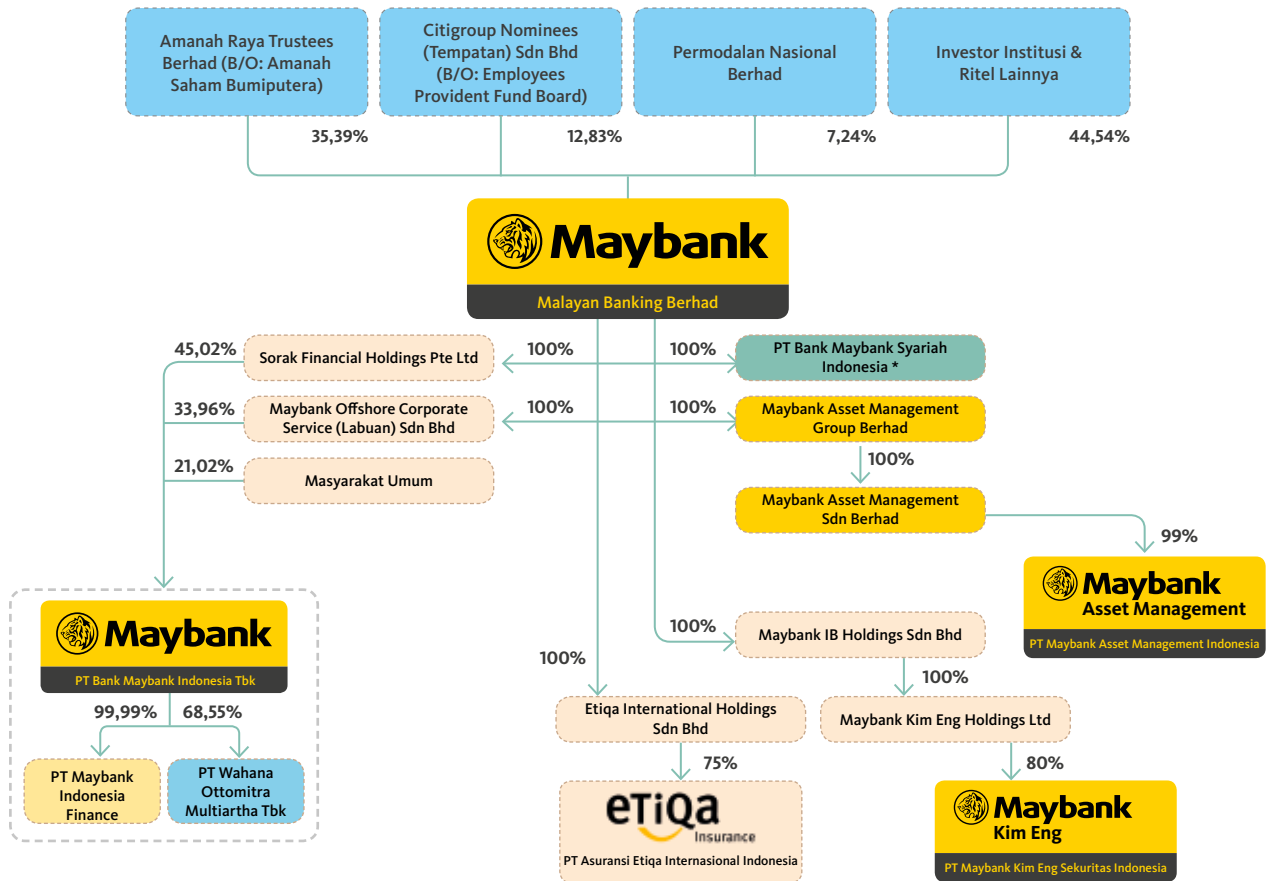 Amanah Raya Trustees
Berhad (B/O: Amanah
Saham Bumiputera)
Citigroup Nominees
(Tempatan) Sdn Bhd
(B/O: Employees
Provident Fund Board)
Permodalan Nasional
Berhad
Investor Institusi &
Ritel Lainnya
35,39%
12,83%
7,24%
44,54%
Maybank
Malayan Banking Berhad
45,02%
Sorak Financial Holdings Pte Ltd
100%
100%
PT Bank Maybank Syariah
Indonesia *
33,96%
Maybank Offshore Corporate
Service (Labuan) Sdn Bhd
100%
100%
Maybank Asset Management
Group Berhad
21,02%
Masyarakat Umum
100%
Maybank Asset Management
Sdn Berhad
99%
Maybank
Asset Management
PT Maybank Asset Management Indonesia
Maybank
PT Bank Maybank Indonesia Tbk
99,99%
68,55%
PT Maybank
Indonesia
Finance
PT Wahana
Ottomitra
Multiartha Tbk
100%
Maybank IB Holdings Sdn Bhd
100%
100%
Etiqa International Holdings
Sdn Bhd
Maybank Kim Eng Holdings Ltd
75%
80%
eTiQa
Insurance
PT Asuransi Etiqa Internasional Indonesia
Maybank
Kim Eng
PT Maybank Kim Eng Sekuritas Indonesia